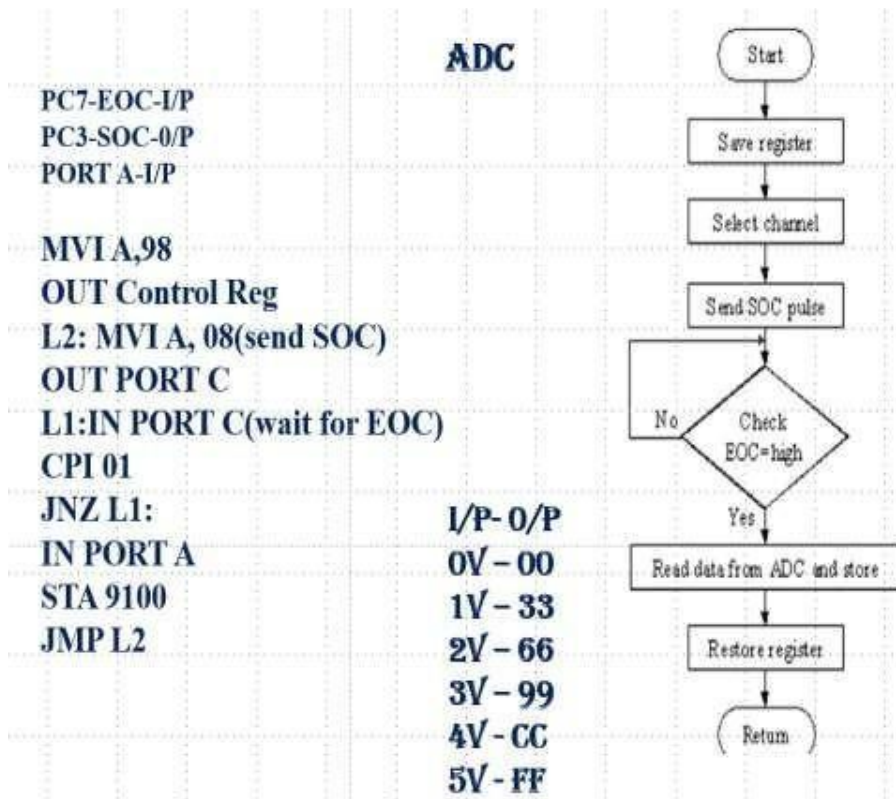 ADC
PC7-EOC-I/P
PC3-SOC-0/P
PORT A-I/P
MVI A,98
OUT Control Reg
L2: MVI A, 08(send SOC)
OUT PORT C
L1:IN PORT C(wait for EOC)
CPI 01
JNZ L1:
IN PORT A
STA 9100
JMP L2
I/P- 0/P
0V – 00
1V – 33
2V – 66
3V – 99
4V - CC
5V - FF
Start
Save register
Select channel
Send SOC pulse
No
Check
EOC=high
Yes
Read data from ADC and store
Restore register
Return